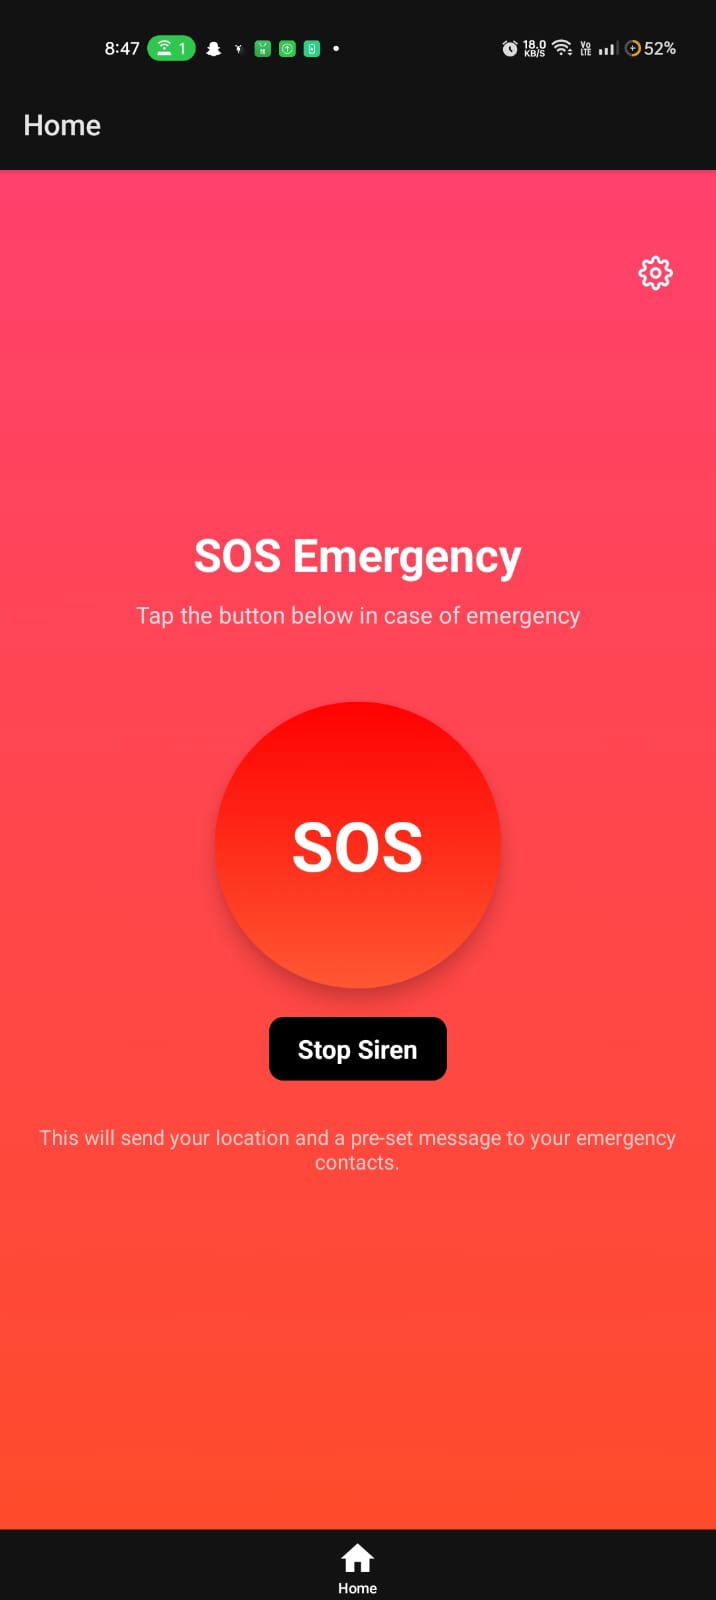 8:47 1 18.0 KB/S Vo LTE 52%
Home
SOS Emergency
Tap the button below in case of emergency
SOS
Stop Siren
This will send your location and a pre-set message to your emergency
contacts.
Home